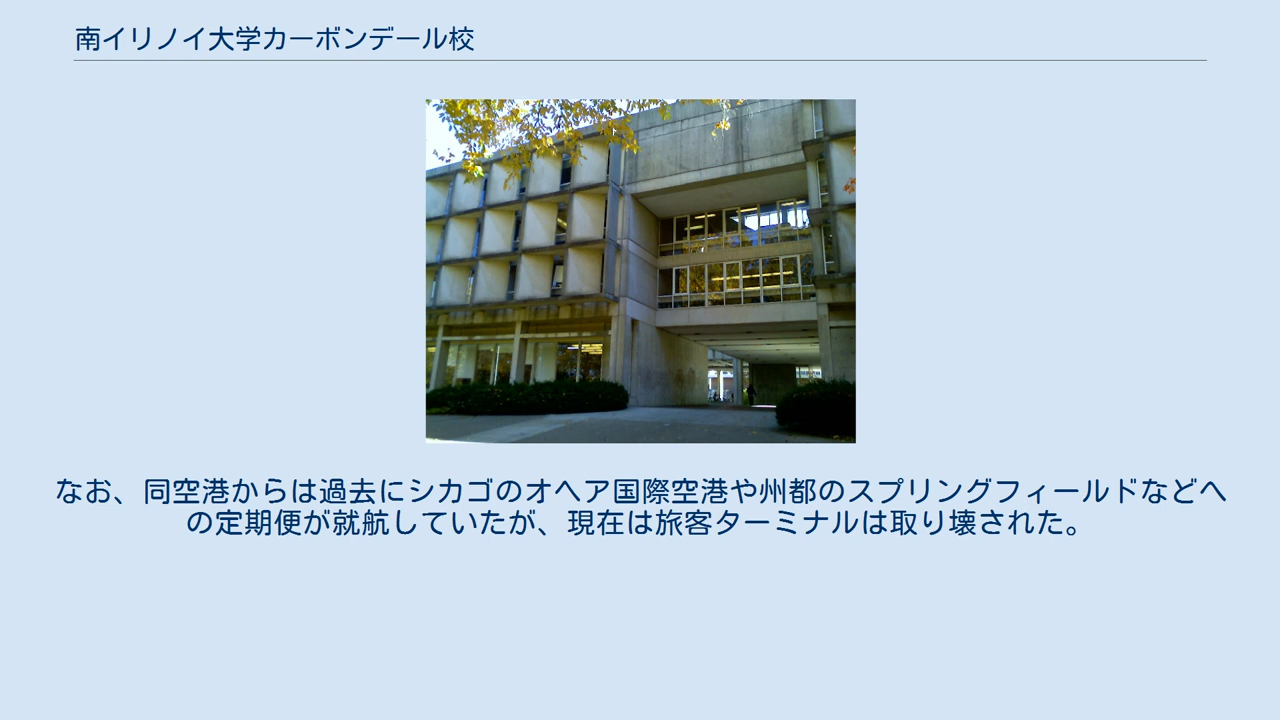 南イリノイ大学カーボンデール校
なお、同空港からは過去にシカゴのオヘア国際空港や州都のスプリングフィールドなどへ
の定期便が就航していたが、現在は旅客ターミナルは取り壊された。